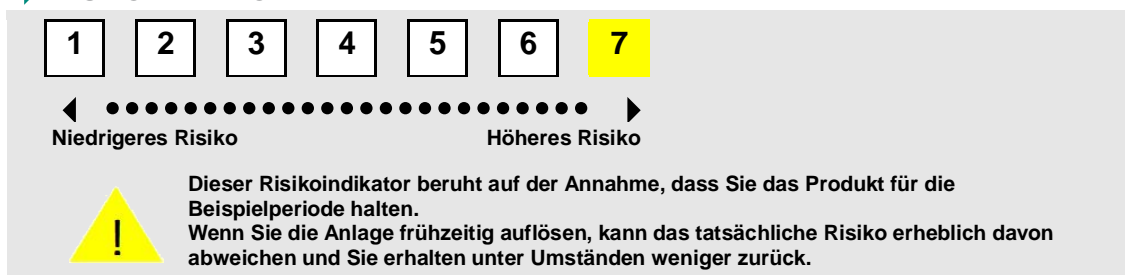 1 2 3 4 5 6 7
Niedrigeres Risiko Höheres Risiko
! Dieser Risikoindikator beruht auf der Annahme, dass Sie das Produkt für die
Beispielperiode halten.
Wenn Sie die Anlage frühzeitig auflösen, kann das tatsächliche Risiko erheblich davon
abweichen und Sie erhalten unter Umständen weniger zurück.